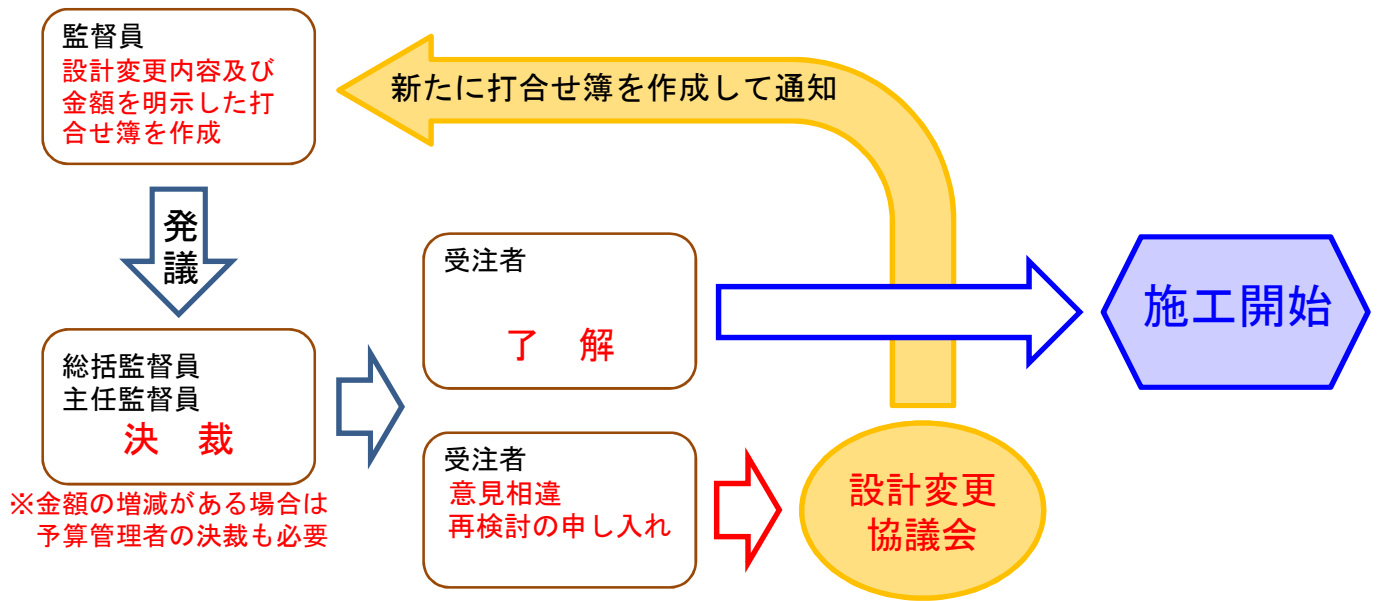 監督員
設計変更内容及び
金額を明示した打
合せ簿を作成
新たに打合せ簿を作成して通知
発
議
総括監督員
主任監督員
決　裁
※金額の増減がある場合は
予算管理者の決裁も必要
受注者
了　解
施工開始
受注者
意見相違
再検討の申し入れ
設計変更
協議会